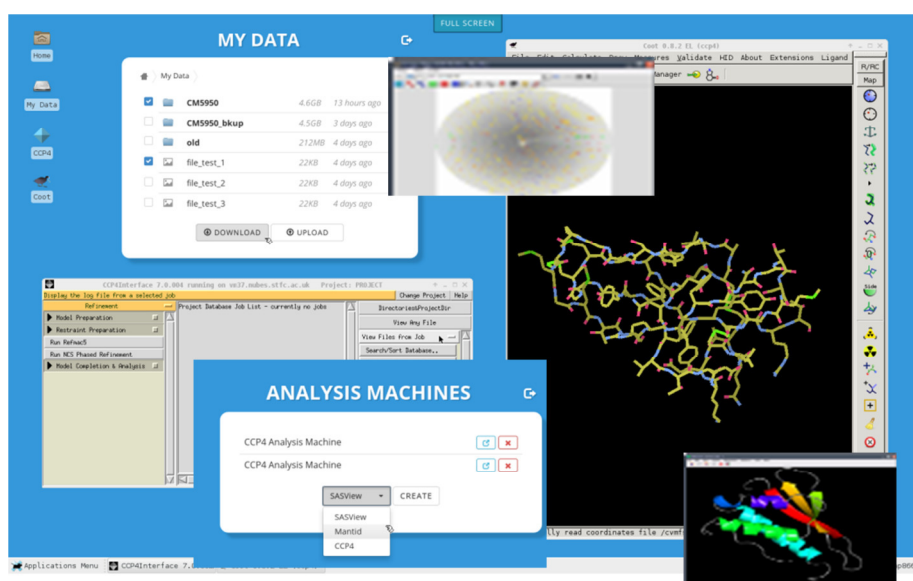 FULL SCREEN
Home
My Data
CCP4
Coot
MY DATA
My Data
CM5950 4.6GB 13 hours ago
CM5950_bkup 4.5GB 3 days ago
old 212MB 4 days ago
file_test_1 22KB 4 days ago
file_test_2 22KB 4 days ago
file_test_3 22KB 4 days ago
DOWNLOAD UPLOAD
Coot 0.8.2 EL (ccp4)
File Edit Calculate Measures Validate HID About Extensions Ligand
R/RC
Map
Side
CCP4Interface 7.0.004 running on vm37.nubes.stfc.ac.uk Project: PROJECT
Display the log file from a selected job
Change Project Help
Refinement
Model Preparation
Restraint Preparation
Run Refmac5
Run NCS Phased Refinement
Model Completion & Analysis
Project Database Job List - currently no jobs
Directories&ProjectDir
View Any File
View Files from Job
Search/Sort Database..
ANALYSIS MACHINES
CCP4 Analysis Machine
CCP4 Analysis Machine
SASView CREATE
SASView
Mantid
CCP4
lly read coordinates file /cvmf
Applications Menu CCP4Interface 7.0